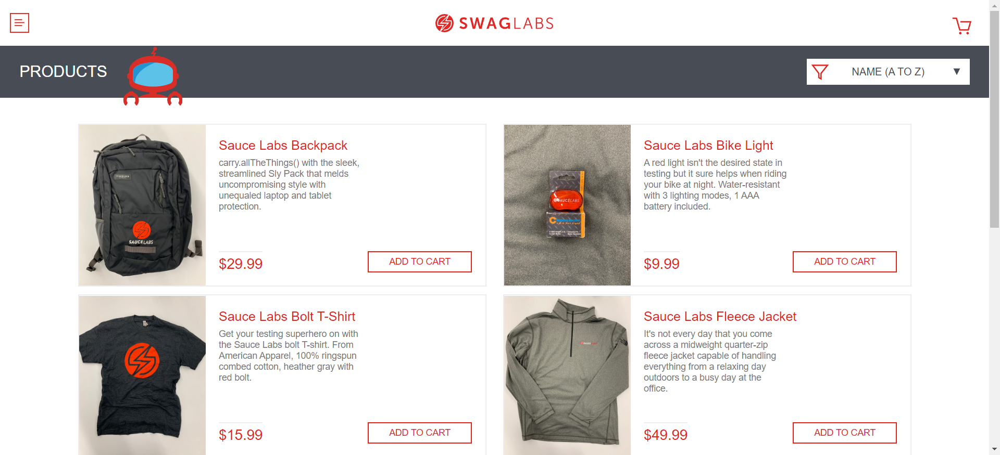 SWAGLABS
PRODUCTS
NAME (A TO Z)
Sauce Labs Backpack
carry.allTheThings() with the sleek,
streamlined Sly Pack that melds
uncompromising style with
unequaled laptop and tablet
protection.
SAUCELABS
$29.99
ADD TO CART
Sauce Labs Bike Light
A red light isn't the desired state in
testing but it sure helps when riding
your bike at night. Water-resistant
with 3 lighting modes, 1 AAA
battery included.
SAUCELABS
$9.99
ADD TO CART
Sauce Labs Bolt T-Shirt
Get your testing superhero on with
the Sauce Labs bolt T-shirt. From
American Apparel, 100% ringspun
combed cotton, heather gray with
red bolt.
$15.99
ADD TO CART
Sauce Labs Fleece Jacket
It's not every day that you come
across a midweight quarter-zip
fleece jacket capable of handling
everything from a relaxing day
outdoors to a busy day at the
office.
SAUCELABS
$49.99
ADD TO CART